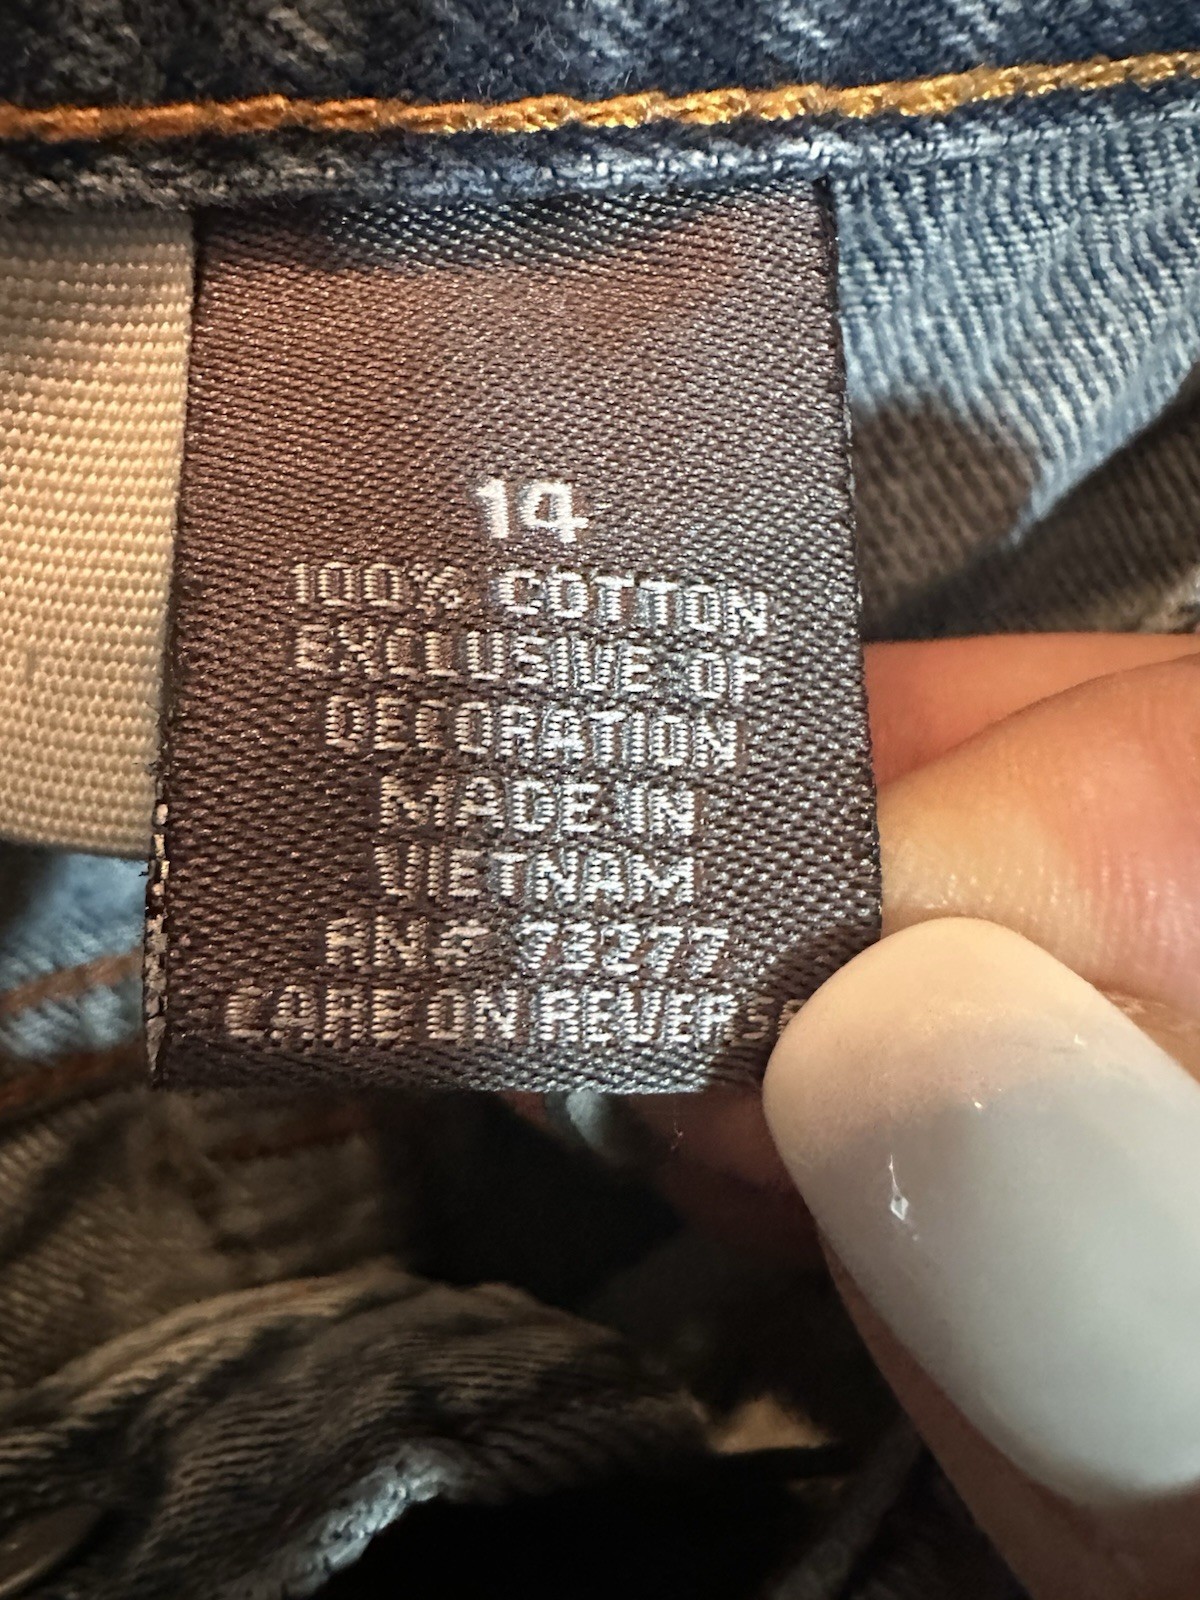 14
100% COTTON
EXCLUSIVE OF
DECORATION
MADE IN
VIETNAM
RN# 73277
CARE ON REVERSE